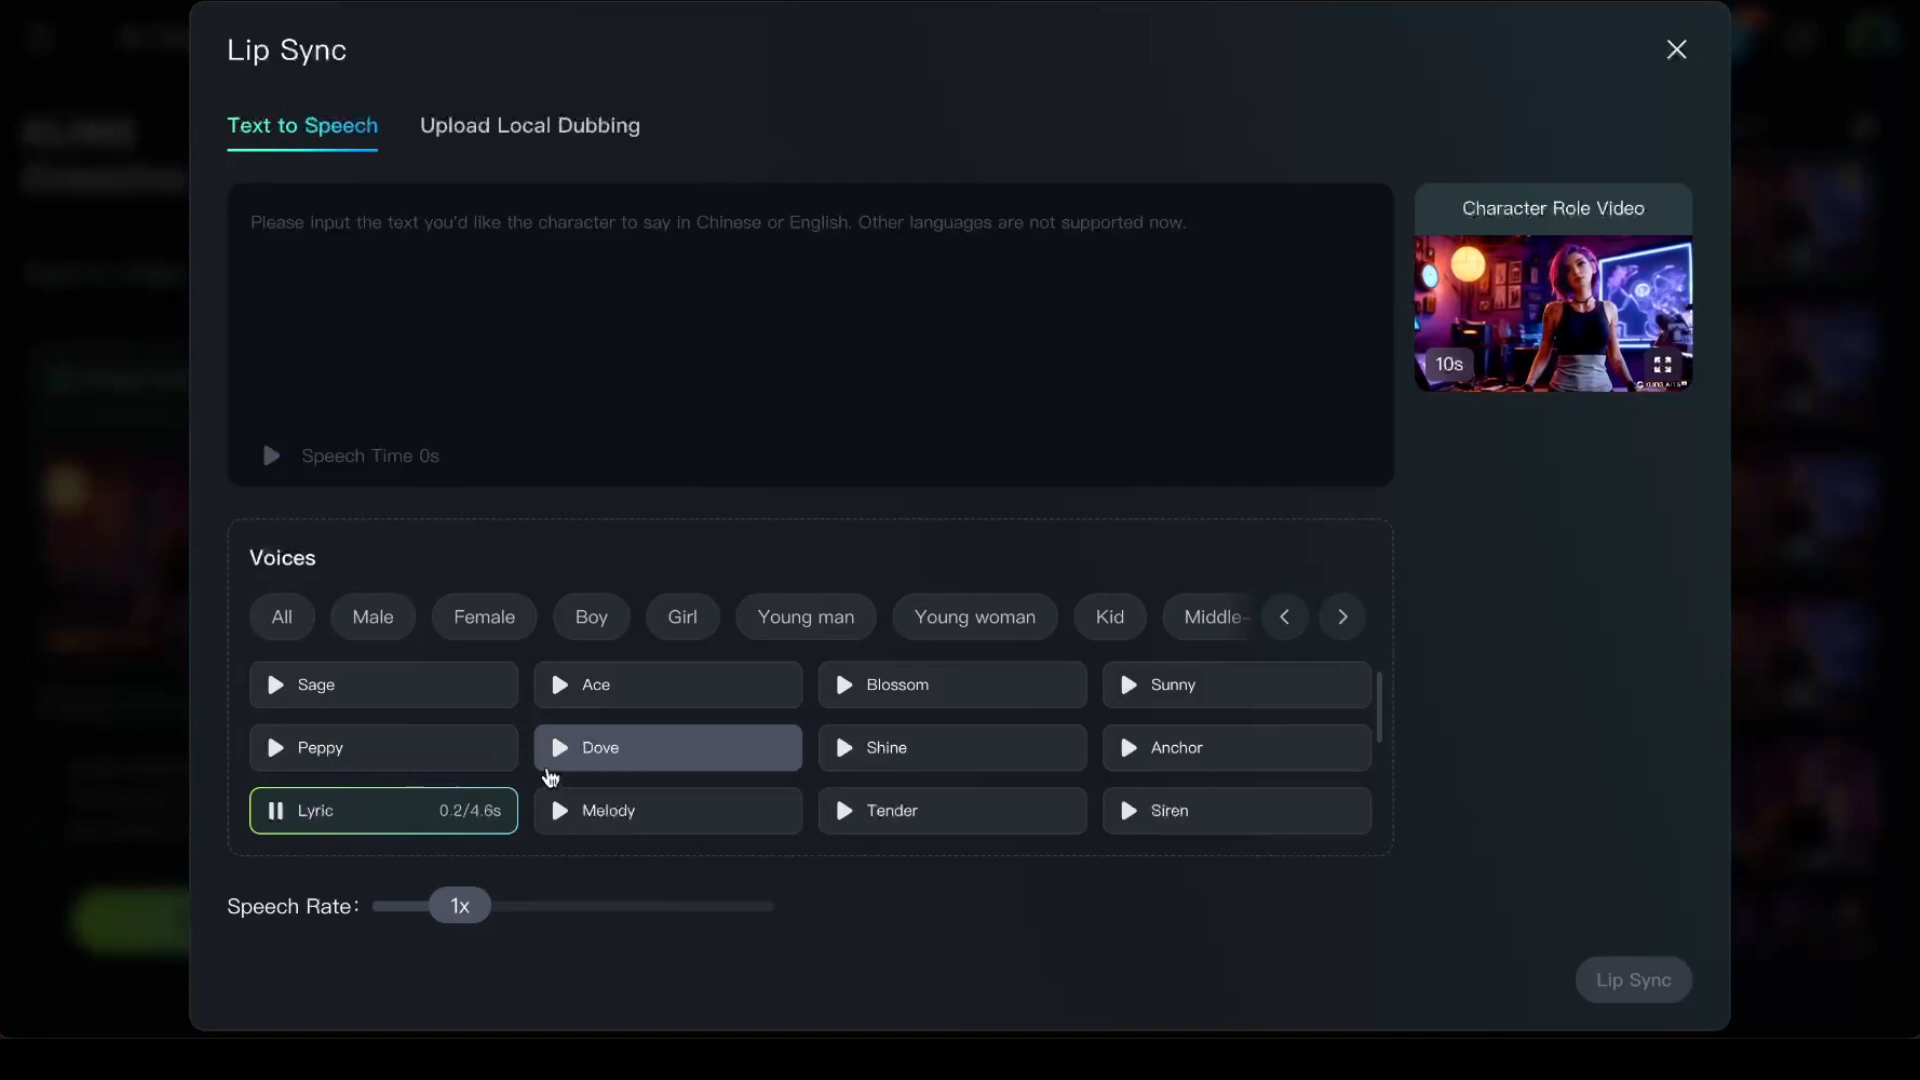 Lip Sync
Text to Speech
Upload Local Dubbing
Please input the text you'd like the character to say in Chinese or English. Other languages are not supported now.
Character Role Video
10s
Speech Time 0s
Voices
All
Male
Female
Boy
Girl
Young man
Young woman
Kid
Middle-
Sage
Ace
Blossom
Sunny
Peppy
Dove
Shine
Anchor
Lyric 0.2/4.6s
Melody
Tender
Siren
Speech Rate:
1x
Lip Sync